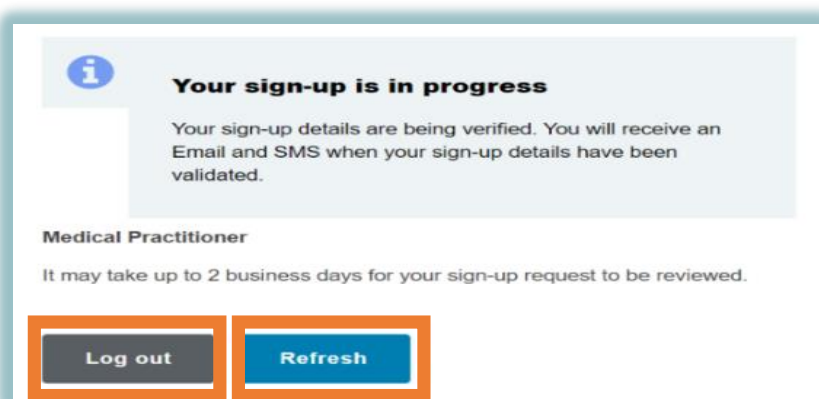 Your sign-up is in progress
Your sign-up details are being verified. You will receive an
Email and SMS when your sign-up details have been
validated.
Medical Practitioner
It may take up to 2 business days for your sign-up request to be reviewed.
Log out Refresh